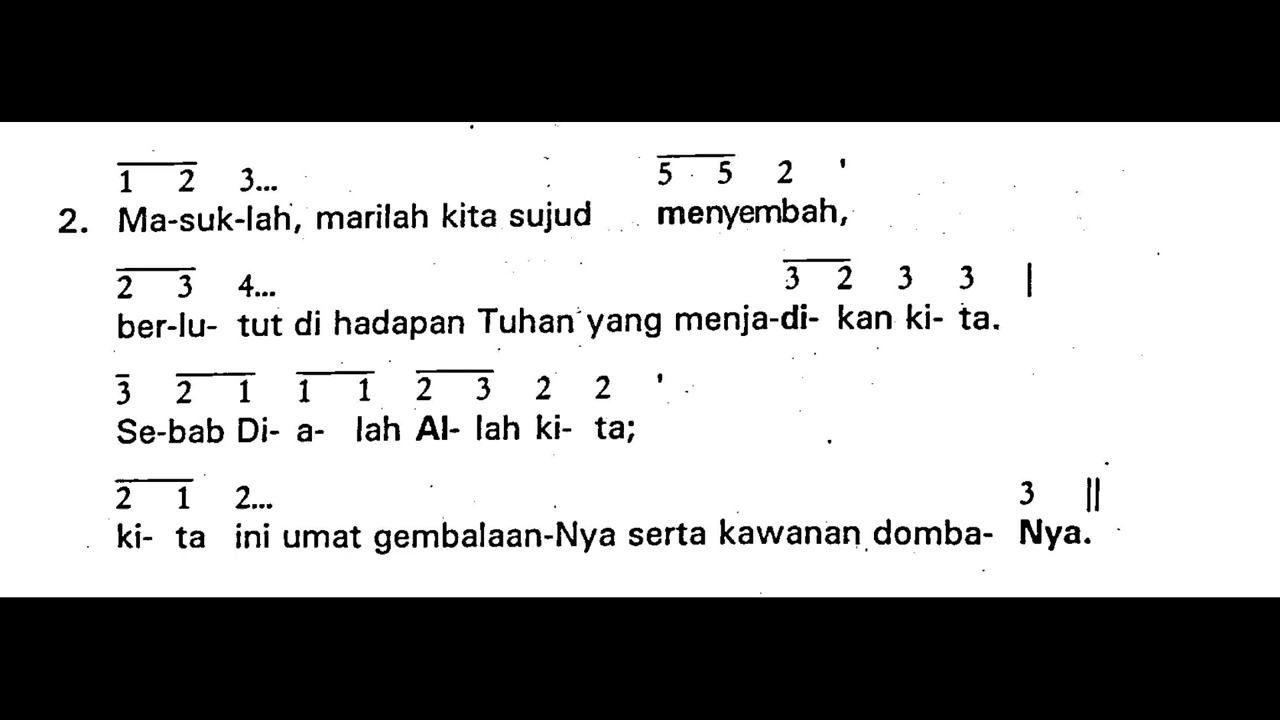 1 2 3... 5 5 2 '
2. Ma-suk-lah, marilah kita sujud menyembah,
2 3 4... 3 2 3 3 |
ber-lu- tut di hadapan Tuhan yang menja-di- kan ki- ta.
3 2 1 1 1 2 3 2 2 '
Se-bab Di- a- lah Al- lah ki- ta;
2 1 2... 3 ||
ki- ta ini umat gembalaan-Nya serta kawanan domba- Nya.